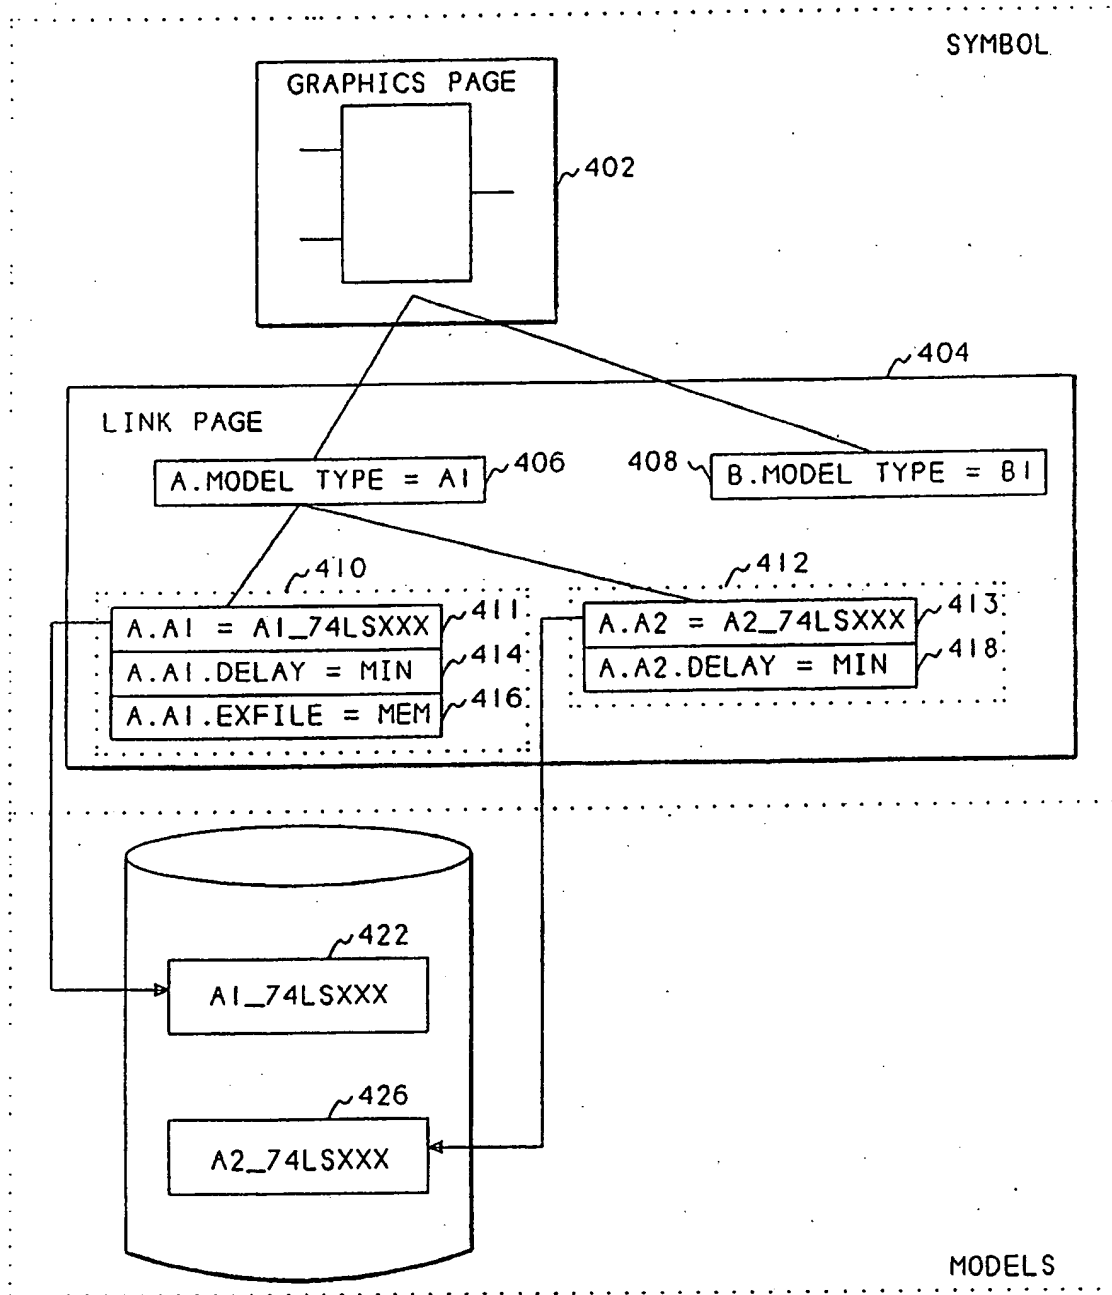 SYMBOL
GRAPHICS PAGE
402
404
LINK PAGE
A.MODEL TYPE = A1
406
408
B.MODEL TYPE = B1
410
412
A.A1 = A1_74LSXXX
411
A.A2 = A2_74LSXXX
413
A.A1.DELAY = MIN
414
A.A2.DELAY = MIN
418
A.A1.EXFILE = MEM
416
422
A1_74LSXXX
426
A2_74LSXXX
MODELS